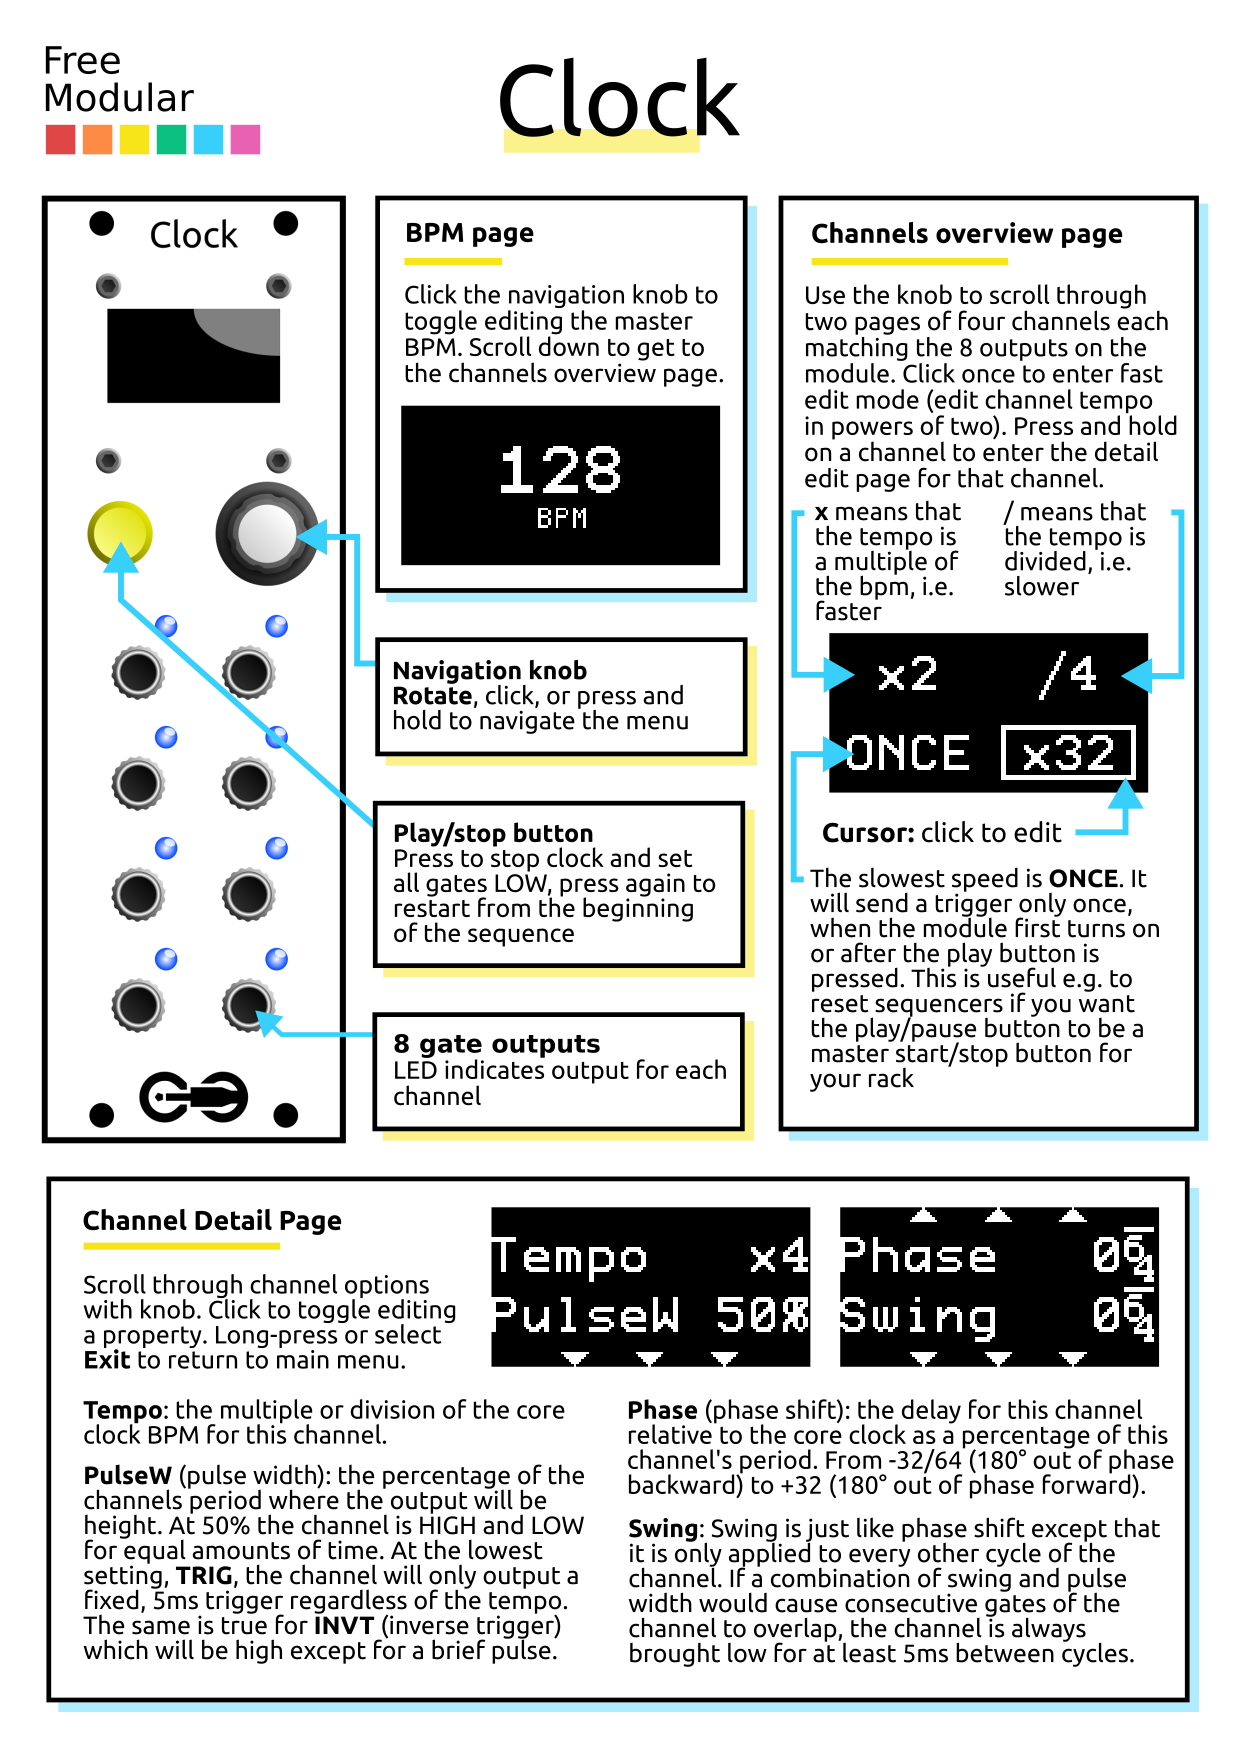 Free
Modular
Clock
Clock
BPM page
Click the navigation knob to
toggle editing the master
BPM. Scroll down to get to
the channels overview page.
128
BPM
Navigation knob
Rotate, click, or press and
hold to navigate the menu
Play/stop button
Press to stop clock and set
all gates LOW, press again to
restart from the beginning
of the sequence
8 gate outputs
LED indicates output for each
channel
Channels overview page
Use the knob to scroll through
two pages of four channels each
matching the 8 outputs on the
module. Click once to enter fast
edit mode (edit channel tempo
in powers of two). Press and hold
on a channel to enter the detail
edit page for that channel.
x means that
the tempo is
a multiple of
the bpm, i.e.
faster
/ means that
the tempo is
divided, i.e.
slower
x2 /4
ONCE x32
Cursor: click to edit
The slowest speed is ONCE. It
will send a trigger only once,
when the module first turns on
or after the play button is
pressed. This is useful e.g. to
reset sequencers if you want
the play/pause button to be a
master start/stop button for
your rack
Channel Detail Page
Scroll through channel options
with knob. Click to toggle editing
a property. Long-press or select
Exit to return to main menu.
Tempo x4
PulseW 50%
Phase 0 64
Swing 0 64
Tempo: the multiple or division of the core
clock BPM for this channel.
PulseW (pulse width): the percentage of the
channels period where the output will be
height. At 50% the channel is HIGH and LOW
for equal amounts of time. At the lowest
setting, TRIG, the channel will only output a
fixed, 5ms trigger regardless of the tempo.
The same is true for INVT (inverse trigger)
which will be high except for a brief pulse.
Phase (phase shift): the delay for this channel
relative to the core clock as a percentage of this
channel's period. From -32/64 (180° out of phase
backward) to +32 (180° out of phase forward).
Swing: Swing is just like phase shift except that
it is only applied to every other cycle of the
channel. If a combination of swing and pulse
width would cause consecutive gates of the
channel to overlap, the channel is always
brought low for at least 5ms between cycles.